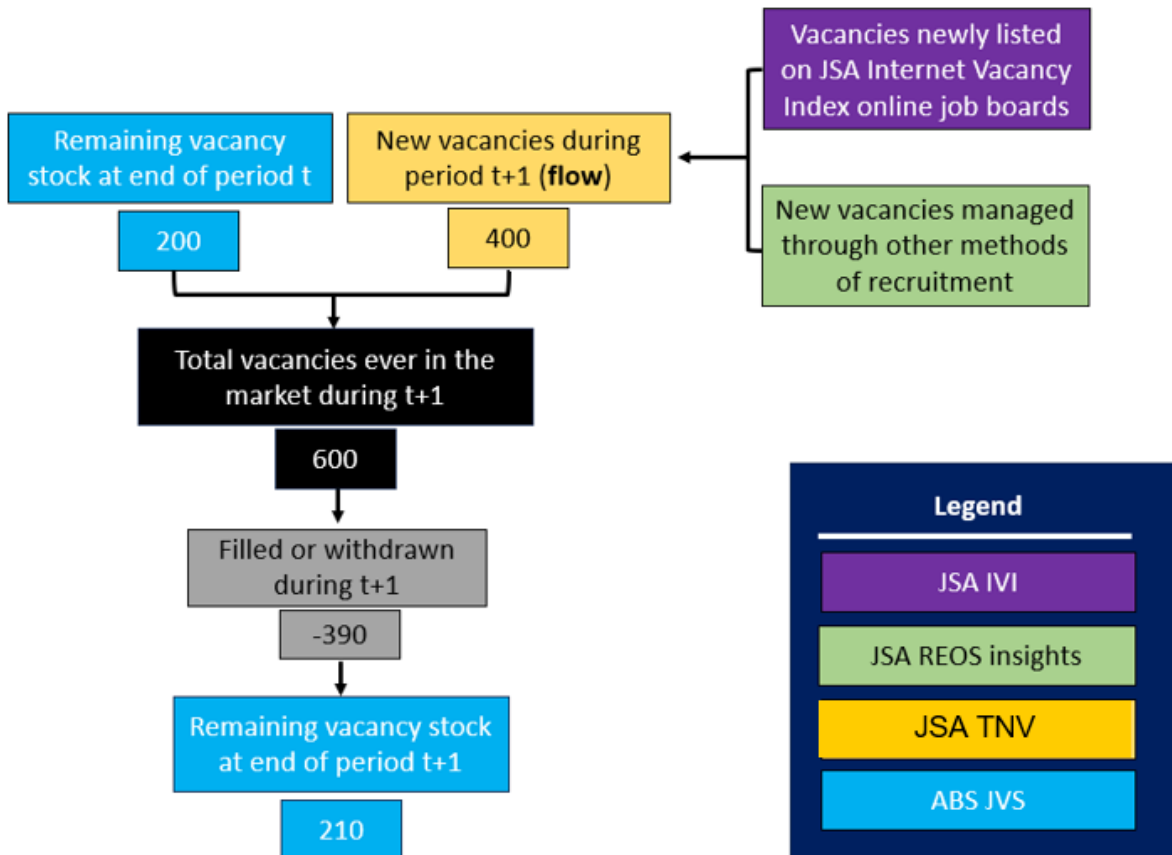 Vacancies newly listed
on JSA Internet Vacancy
Index online job boards
Remaining vacancy
stock at end of period t
200
New vacancies during
period t+1 (flow)
400
New vacancies managed
through other methods
of recruitment
Total vacancies ever in the
market during t+1
600
Filled or withdrawn
during t+1
-390
Remaining vacancy stock
at end of period t+1
210
Legend
JSA IVI
JSA REOS insights
JSA TNV
ABS JVS